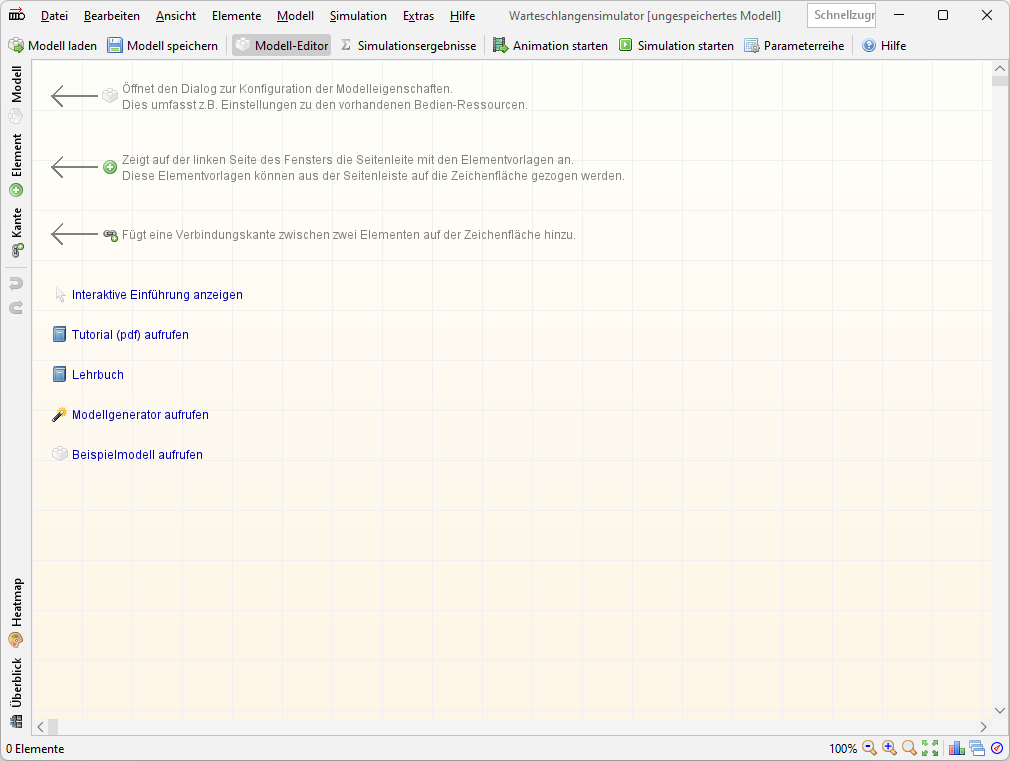 Datei Bearbeiten Ansicht Elemente Modell Simulation Extras Hilfe Warteschlangensimulator [ungespeichertes Modell] Schnellzugr
Modell laden Modell speichern Modell-Editor Simulationsergebnisse Animation starten Simulation starten Parameterreihe Hilfe
Modell
Element
Kante
Öffnet den Dialog zur Konfiguration der Modelleigenschaften.
Dies umfasst z.B. Einstellungen zu den vorhandenen Bedien-Ressourcen.
Zeigt auf der linken Seite des Fensters die Seitenleite mit den Elementvorlagen an.
Diese Elementvorlagen können aus der Seitenleiste auf die Zeichenfläche gezogen werden.
Fügt eine Verbindungskante zwischen zwei Elementen auf der Zeichenfläche hinzu.
Interaktive Einführung anzeigen
Tutorial (pdf) aufrufen
Lehrbuch
Modellgenerator aufrufen
Beispielmodell aufrufen
Heatmap
Überblick
0 Elemente 100%